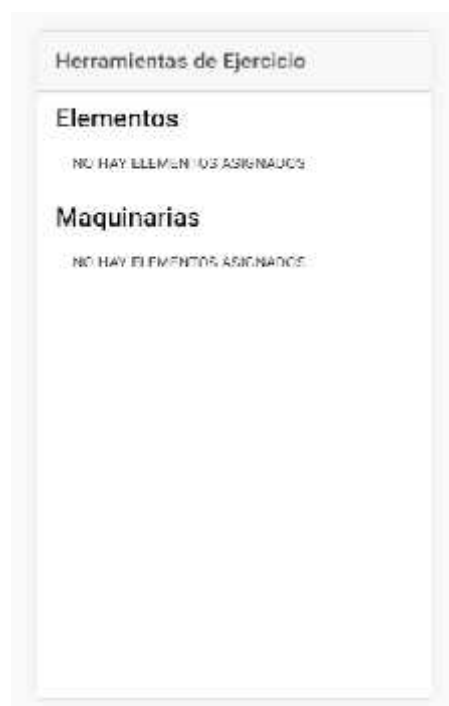 Herramientas de Ejercicio
Elementos
NO HAY ELEMENTOS ASIGNADOS
Maquinarias
NO HAY ELEMENTOS ASIGNADOS